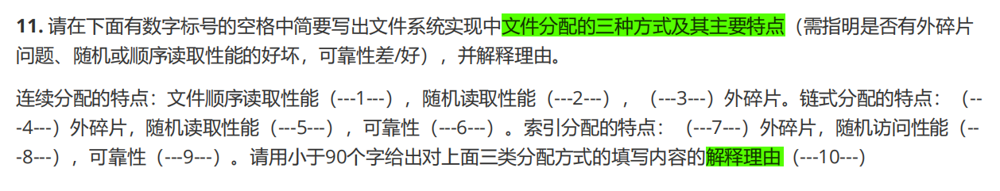 11. 请在下面有数字标号的空格中简要写出文件系统实现中文件分配的三种方式及其主要特点（需指明是否有外碎片
问题、随机或顺序读取性能的好坏，可靠性差/好），并解释理由。
连续分配的特点：文件顺序读取性能（---1---），随机读取性能（---2---），（---3---）外碎片。链式分配的特点：（--
-4---）外碎片，随机读取性能（---5---），可靠性（---6---）。索引分配的特点：（---7---）外碎片，随机访问性能（--
-8---），可靠性（---9---）。请用小于90个字给出对上面三类分配方式的填写内容的解释理由（---10---）